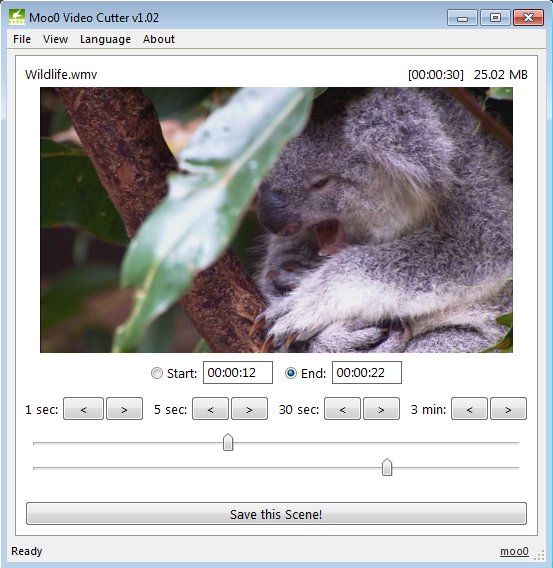 Moo0 Video Cutter v1.02
File View Language About
Wildlife.wmv [00:00:30] 25.02 MB
Start: 00:00:12 End: 00:00:22
1 sec: < > 5 sec: < > 30 sec: < > 3 min: < >
Save this Scene!
Ready moo0